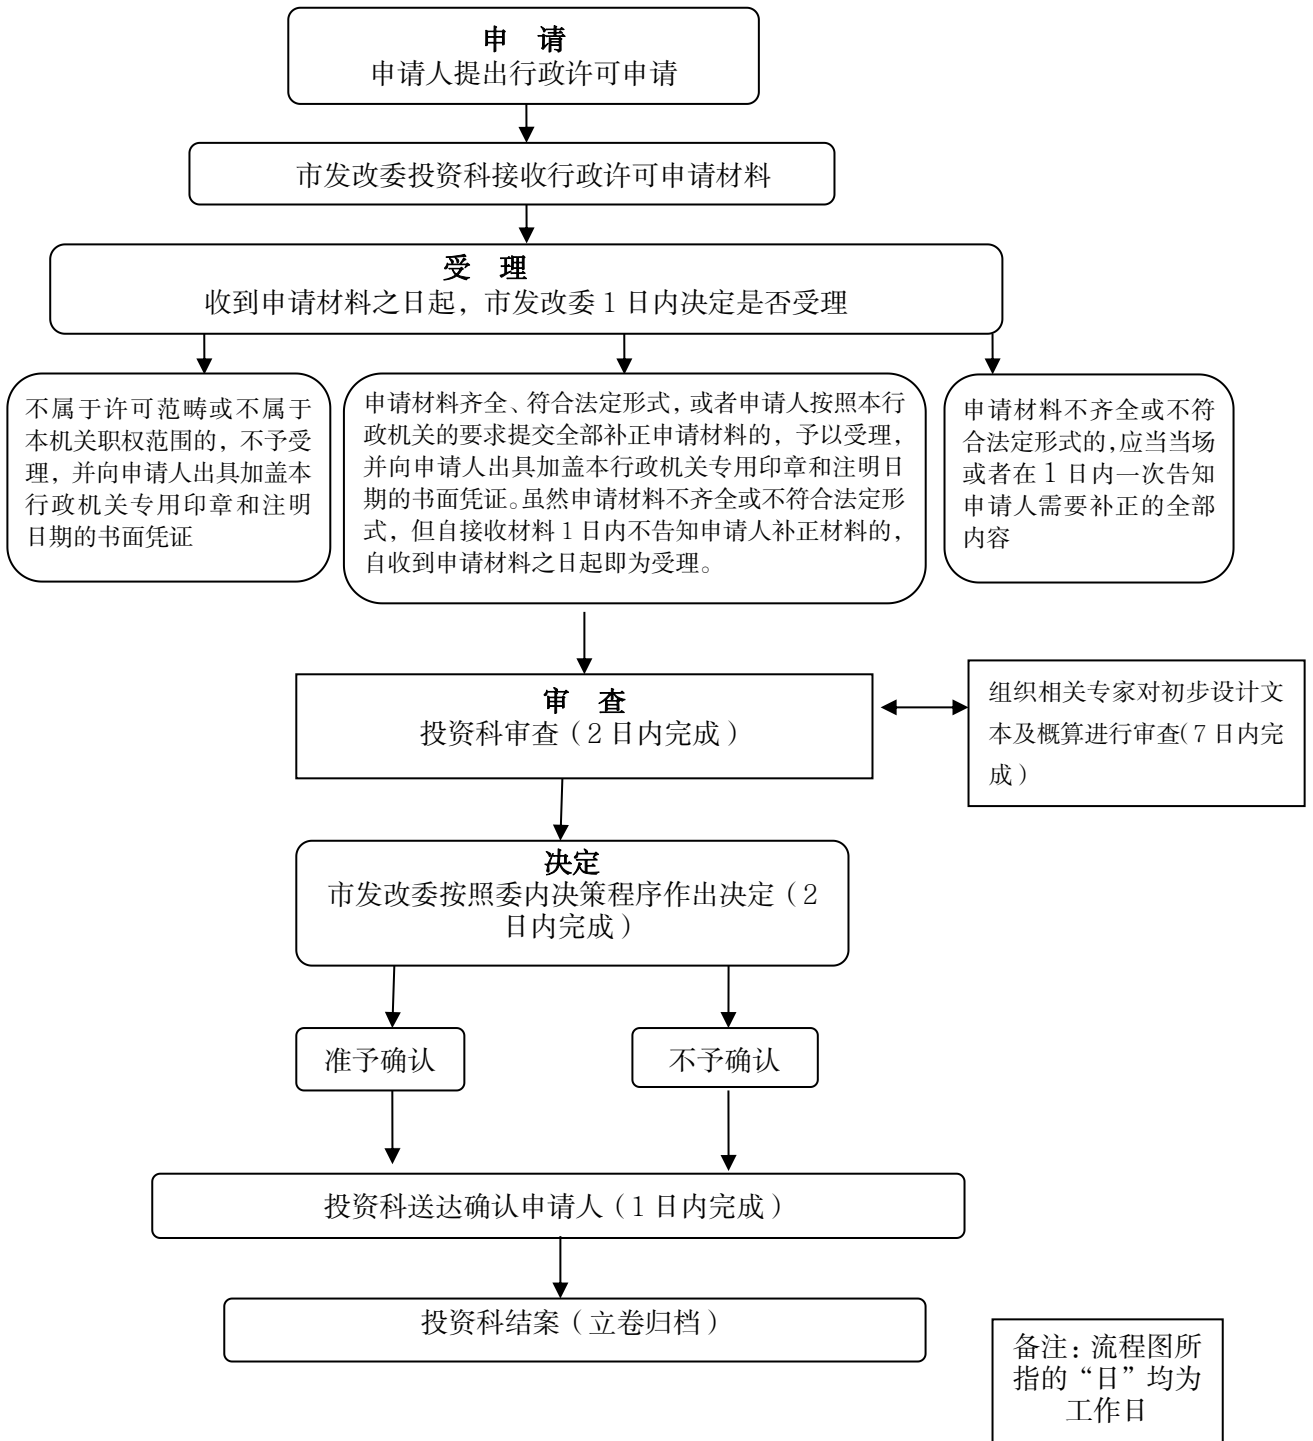 申 请
申请人提出行政许可申请
市发改委投资科接收行政许可申请材料
受 理
收到申请材料之日起，市发改委 1 日内决定是否受理
不属于许可范畴或不属于
本机关职权范围的，不予受
理，并向申请人出具加盖本
行政机关专用印章和注明
日期的书面凭证
申请材料齐全、符合法定形式，或者申请人按照本行
政机关的要求提交全部补正申请材料的，予以受理，
并向申请人出具加盖本行政机关专用印章和注明日
期的书面凭证。虽然申请材料不齐全或不符合法定形
式，但自接收材料 1 日内不告知申请人补正材料的，
自收到申请材料之日起即为受理。
申请材料不齐全或不符
合法定形式的，应当当场
或者在 1 日内一次告知
申请人需要补正的全部
内容
审 查
投资科审查（2 日内完成）
组织相关专家对初步设计文
本及概算进行审查（7 日内完
成）
决定
市发改委按照委内决策程序作出决定（2
日内完成）
准予确认
不予确认
投资科送达确认申请人（1 日内完成）
投资科结案（立卷归档）
备注：流程图所
指的“日”均为
工作日